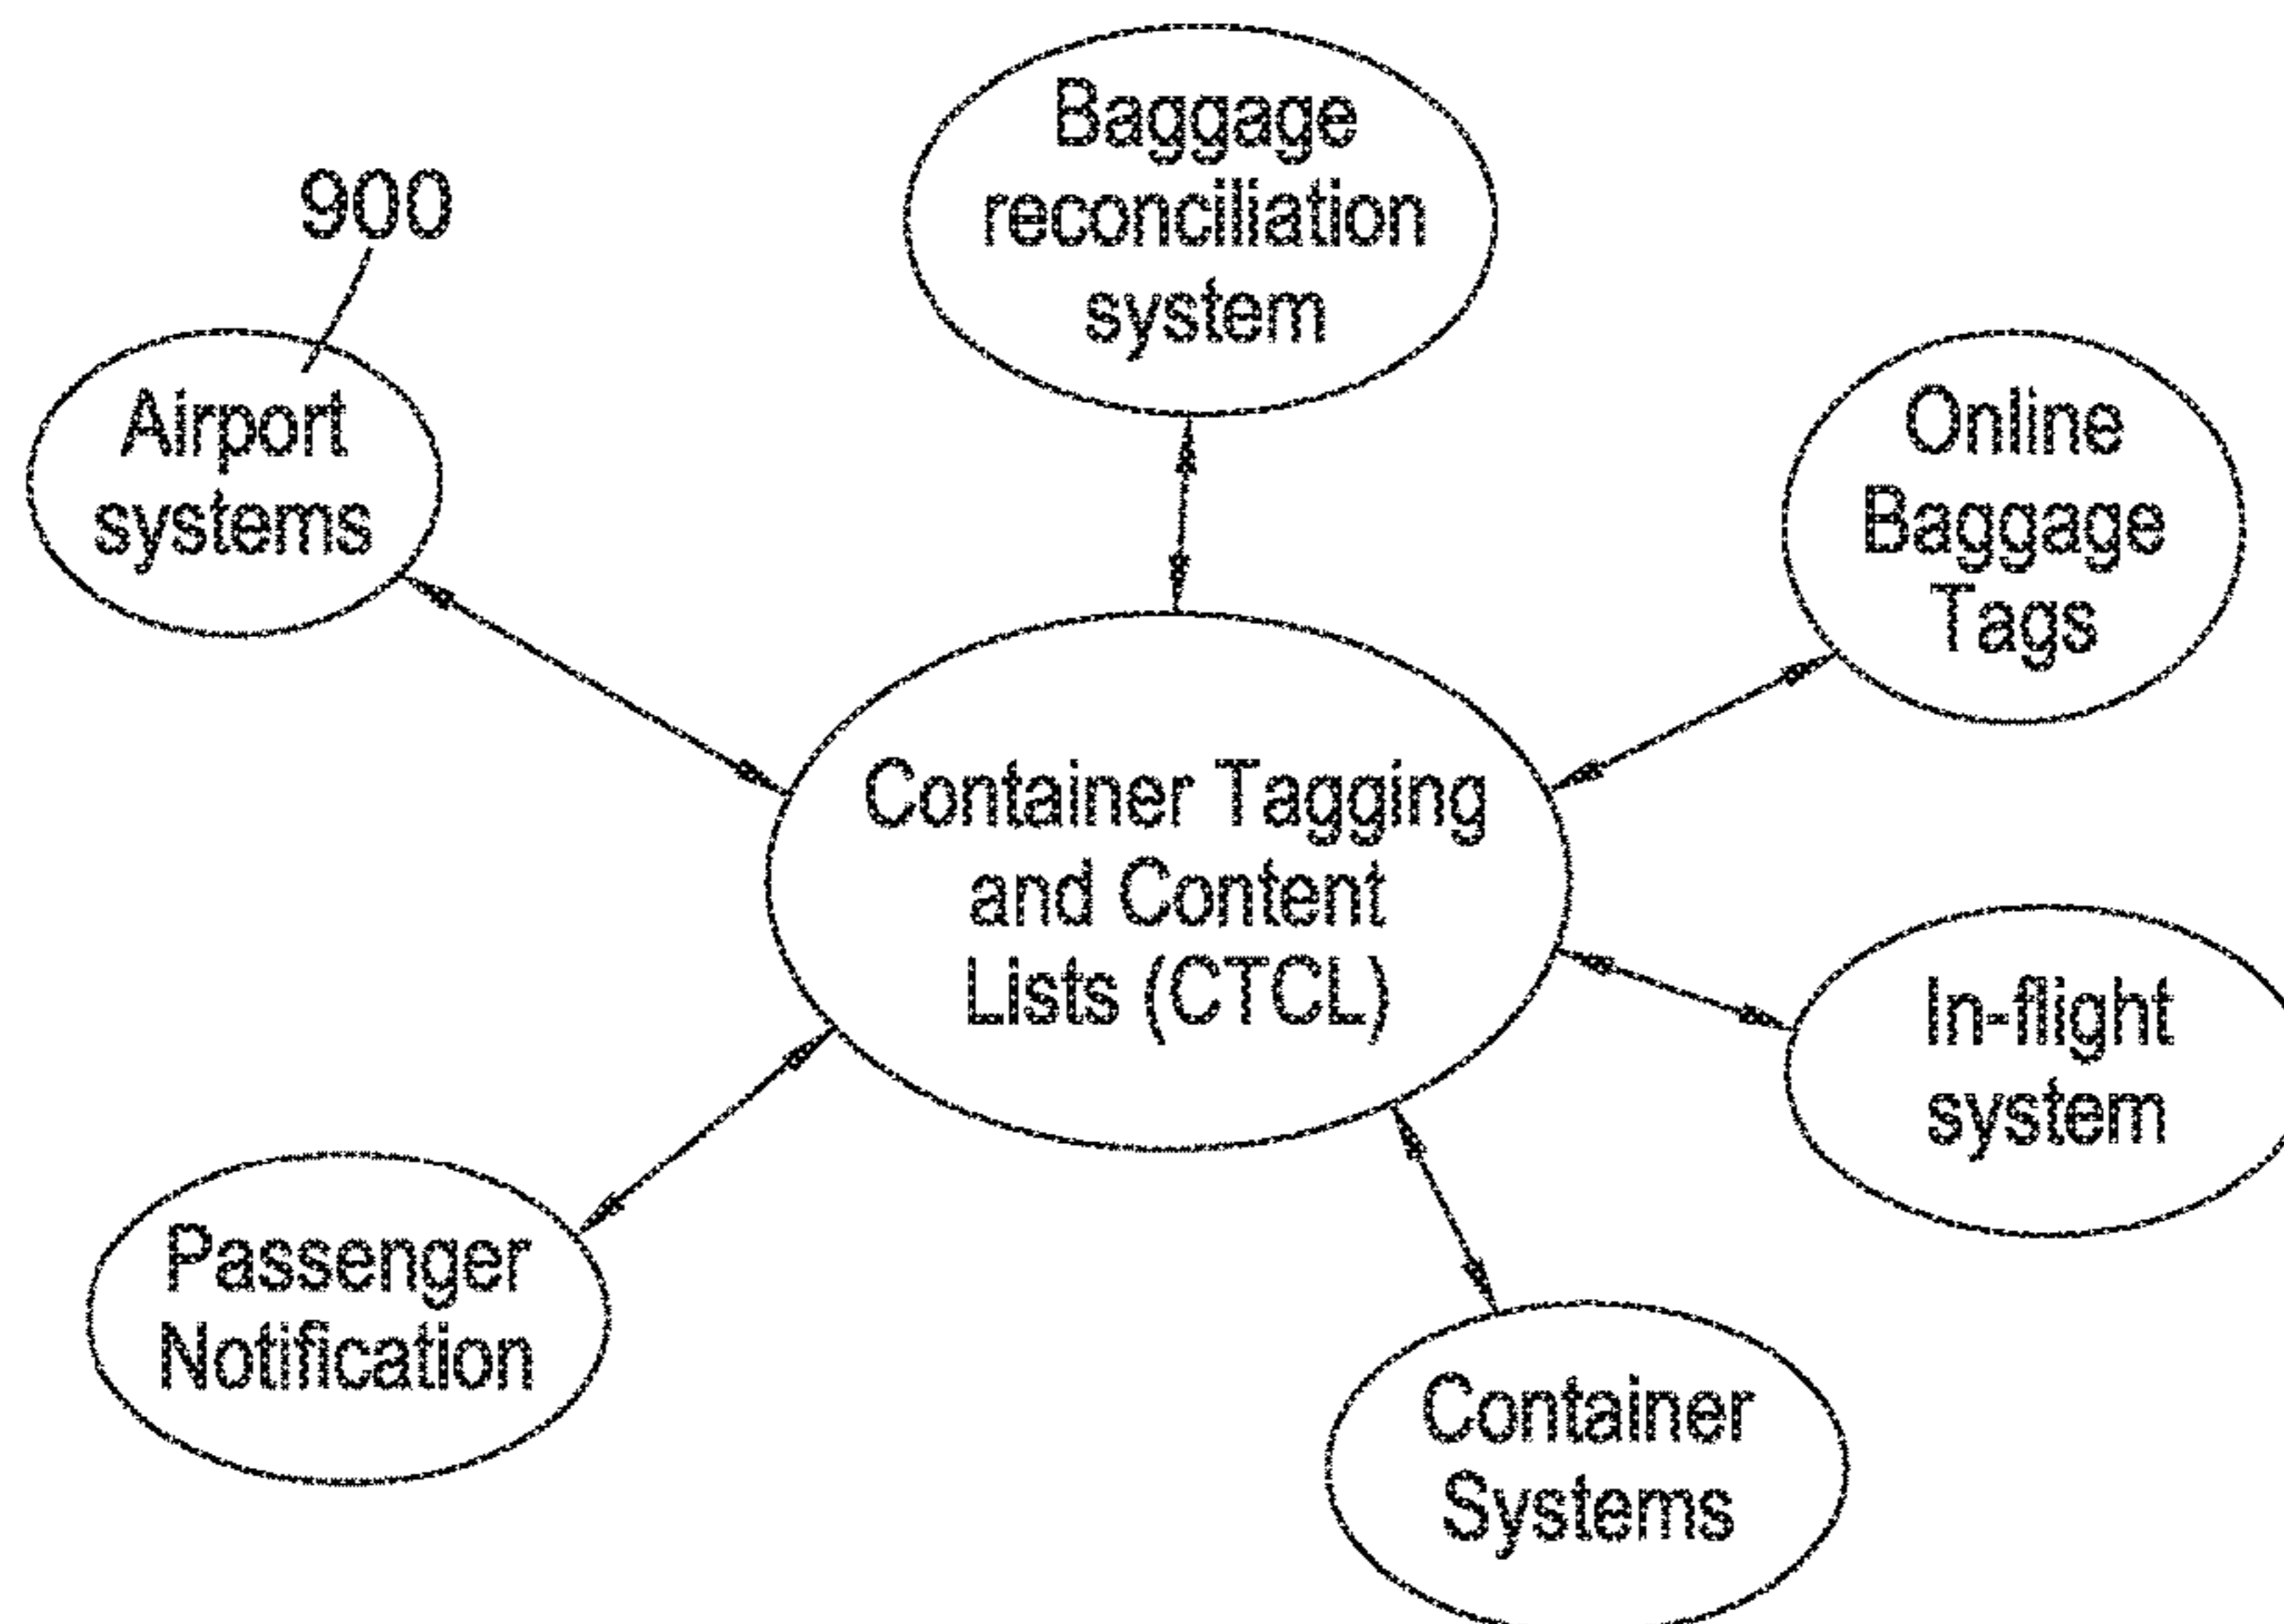 Baggage
reconciliation
system
900
Airport
systems
Online
Baggage
Tags
Container Tagging
and Content
Lists (CTCL)
In-flight
system
Passenger
Notification
Container
Systems